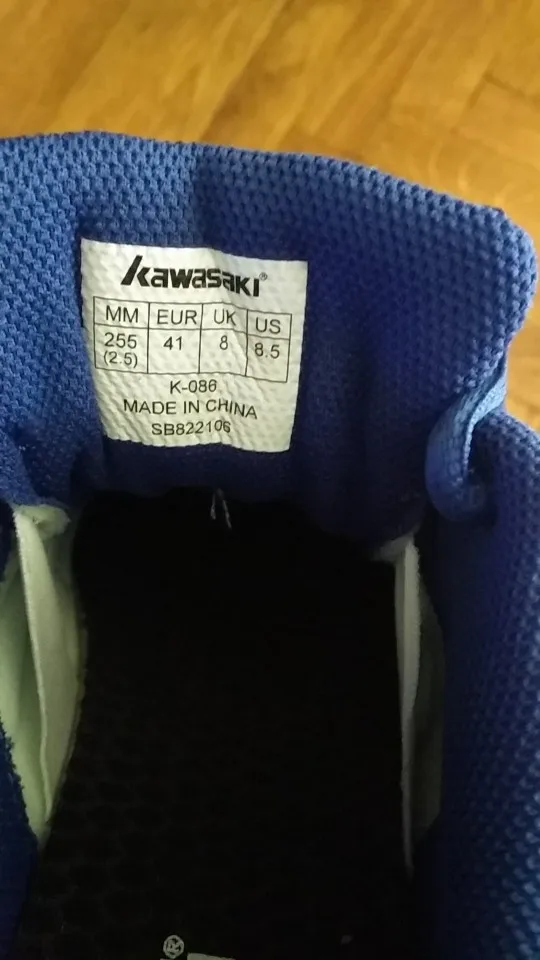 kawasaki®
MM EUR UK US
255 41 8 8.5
(2.5)
K-086
MADE IN CHINA
SB822106
®